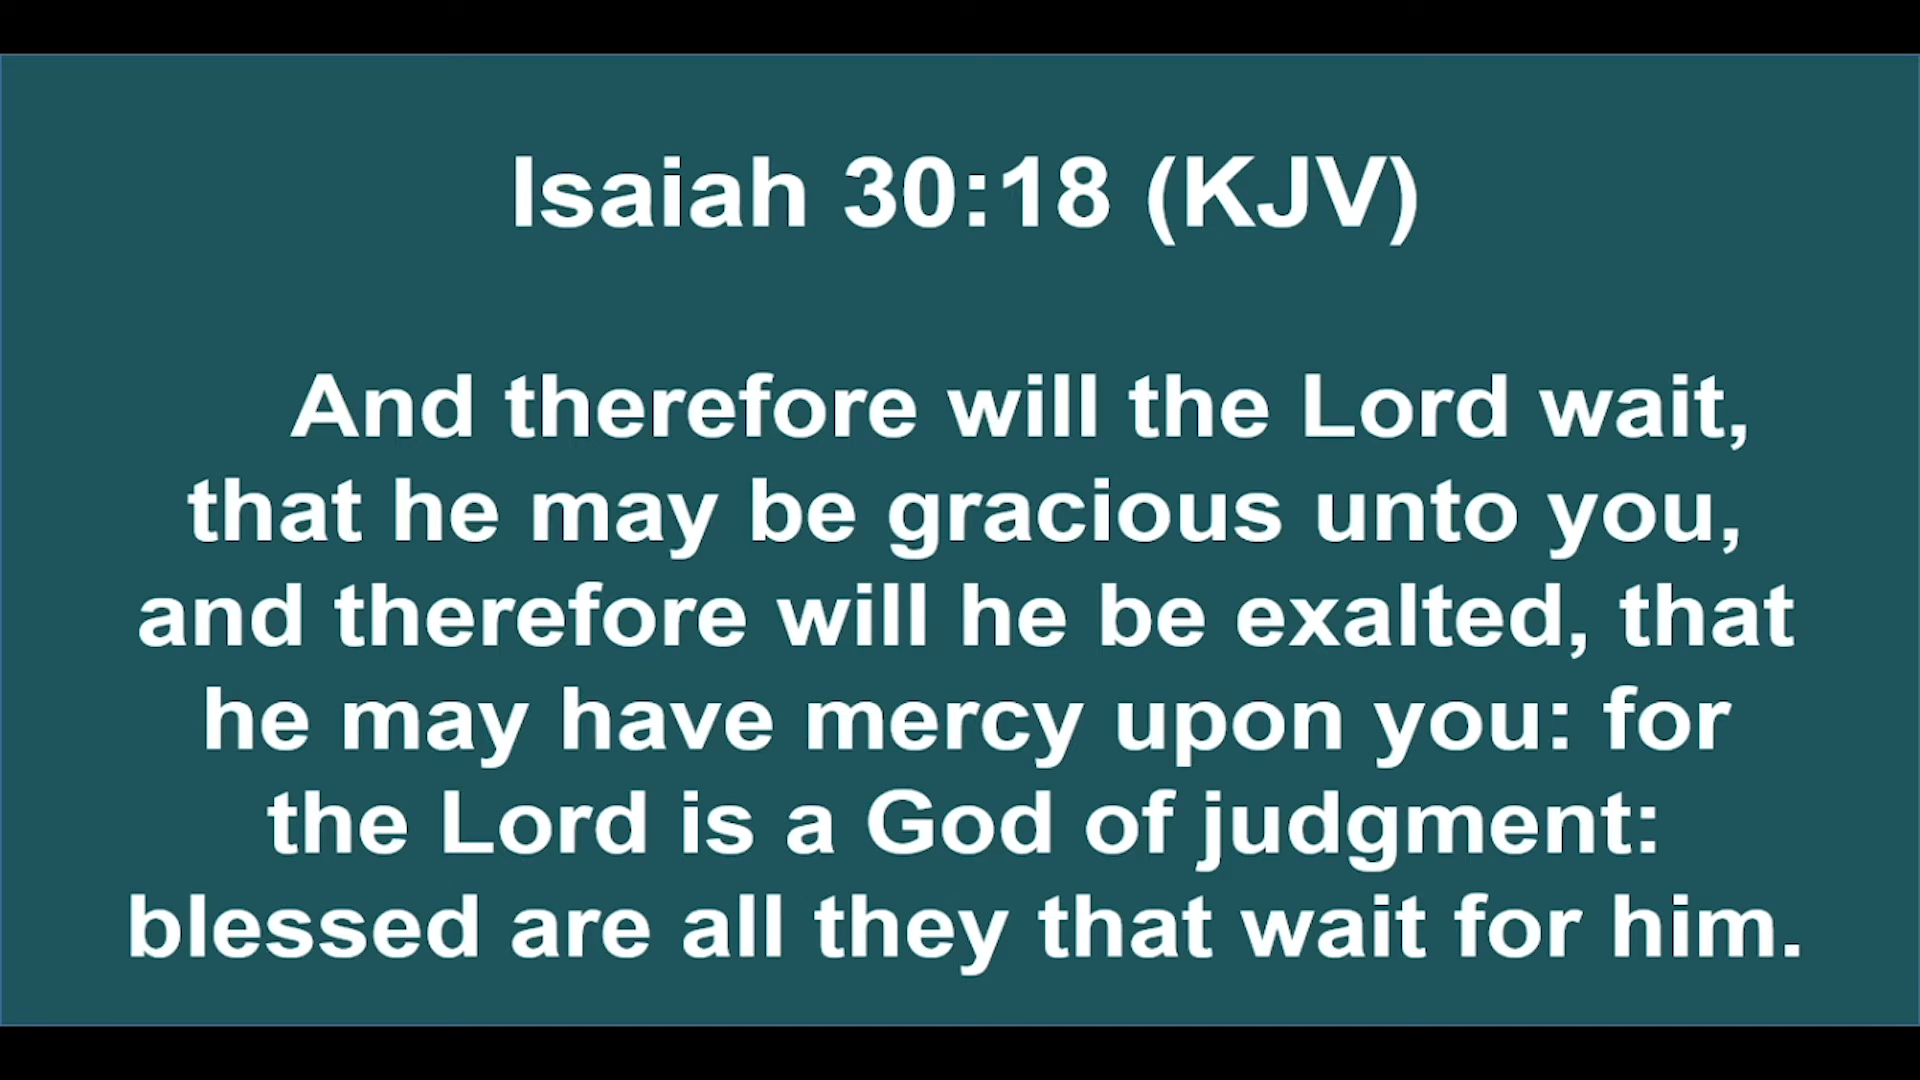 Isaiah 30:18 (KJV)
And therefore will the Lord wait,
that he may be gracious unto you,
and therefore will he be exalted, that
he may have mercy upon you: for
the Lord is a God of judgment:
blessed are all they that wait for him.